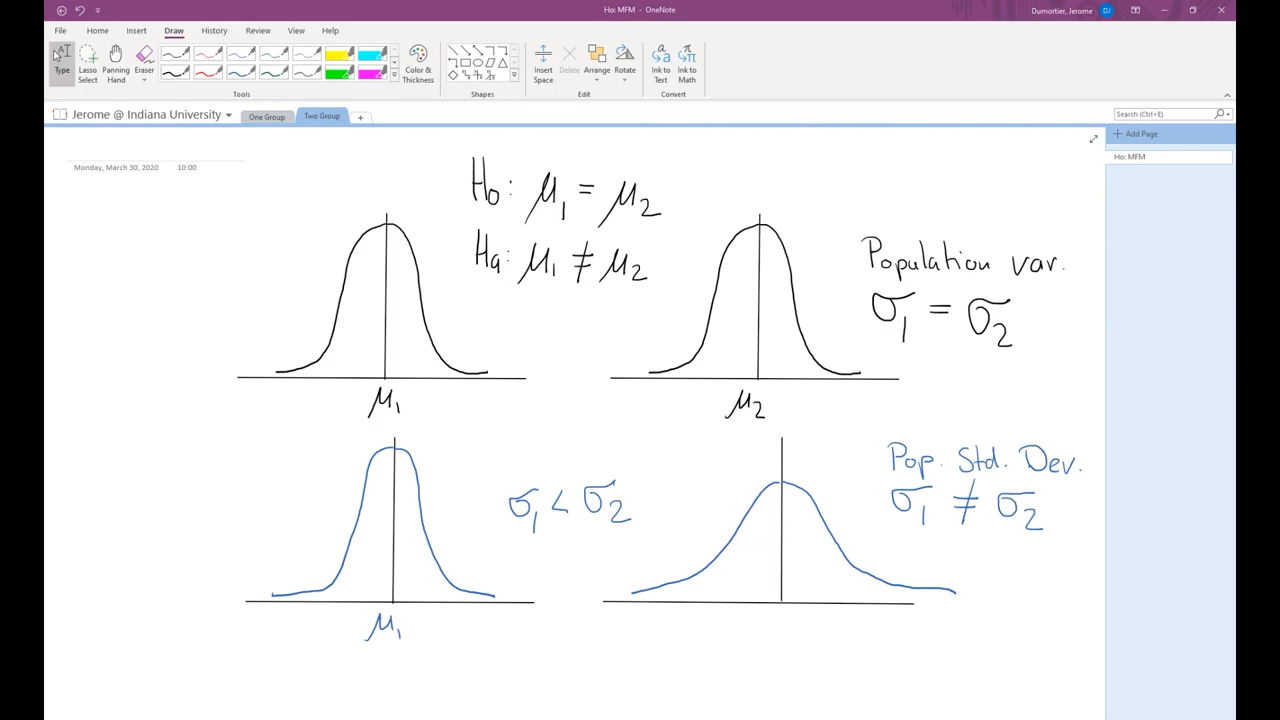 Ho: MFM - OneNote
Dumortier, Jerome DJ
File Home Insert Draw History Review View Help
Type
Lasso Select
Panning Hand
Eraser
Color & Thickness
Insert Space
Delete
Arrange
Rotate
Ink to Text
Ink to Math
Tools Shapes Edit Convert
Jerome @ Indiana University One Group Two Group +
Search (Ctrl+E)
Add Page
Ho: MFM
Monday, March 30, 2020 10:00
Ho: μ1 = μ2
Ha: μ1 ≠ μ2
Population var.
σ1 = σ2
μ1
μ2
Pop. Std. Dev.
σ1 ≠ σ2
σ1 < σ2
μ1